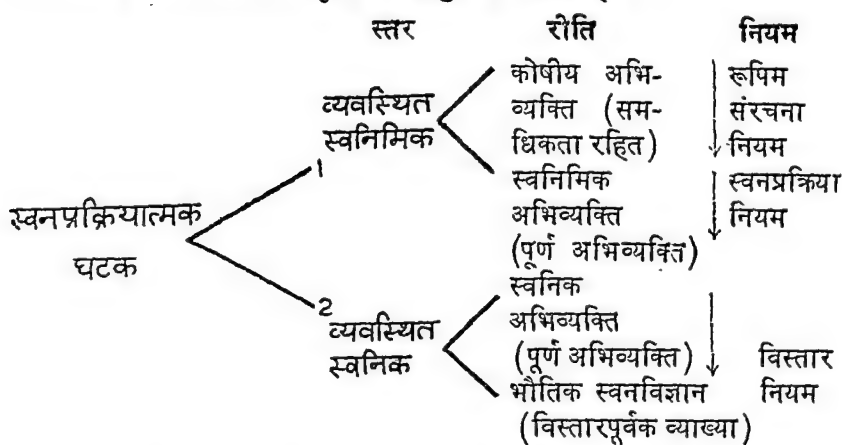 स्तर रीति नियम
कोषीय अभि- रूपिम
व्यवस्थित व्यक्ति (सम- संरचना
स्वनिमिक धिकता रहित) नियम
1 स्वनिमिक स्वनप्रक्रिया
स्वनप्रक्रियात्मक अभिव्यक्ति नियम
घटक (पूर्ण अभिव्यक्ति)
2 स्वनिक
व्यवस्थित अभिव्यक्ति
स्वनिक (पूर्ण अभिव्यक्ति) विस्तार
भौतिक स्वनविज्ञान नियम
(विस्तारपूर्वक व्याख्या)